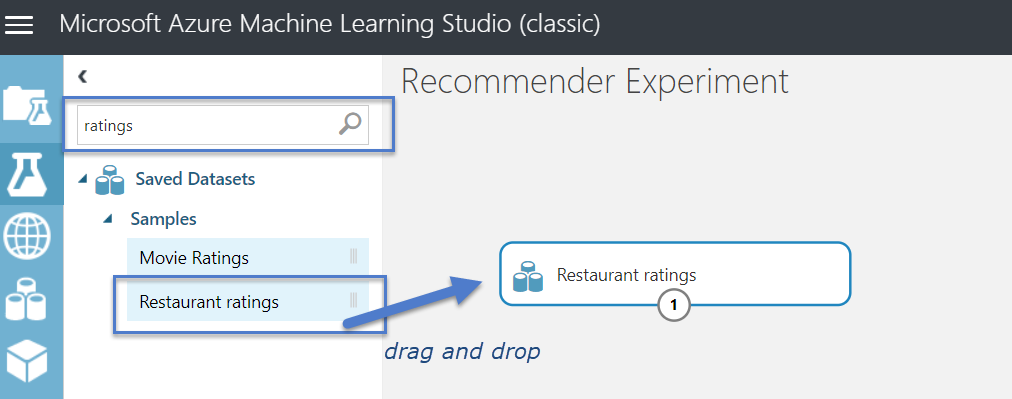 Microsoft Azure Machine Learning Studio (classic)
Recommender Experiment
ratings
Saved Datasets
Samples
Movie Ratings
Restaurant ratings
Restaurant ratings
1
drag and drop